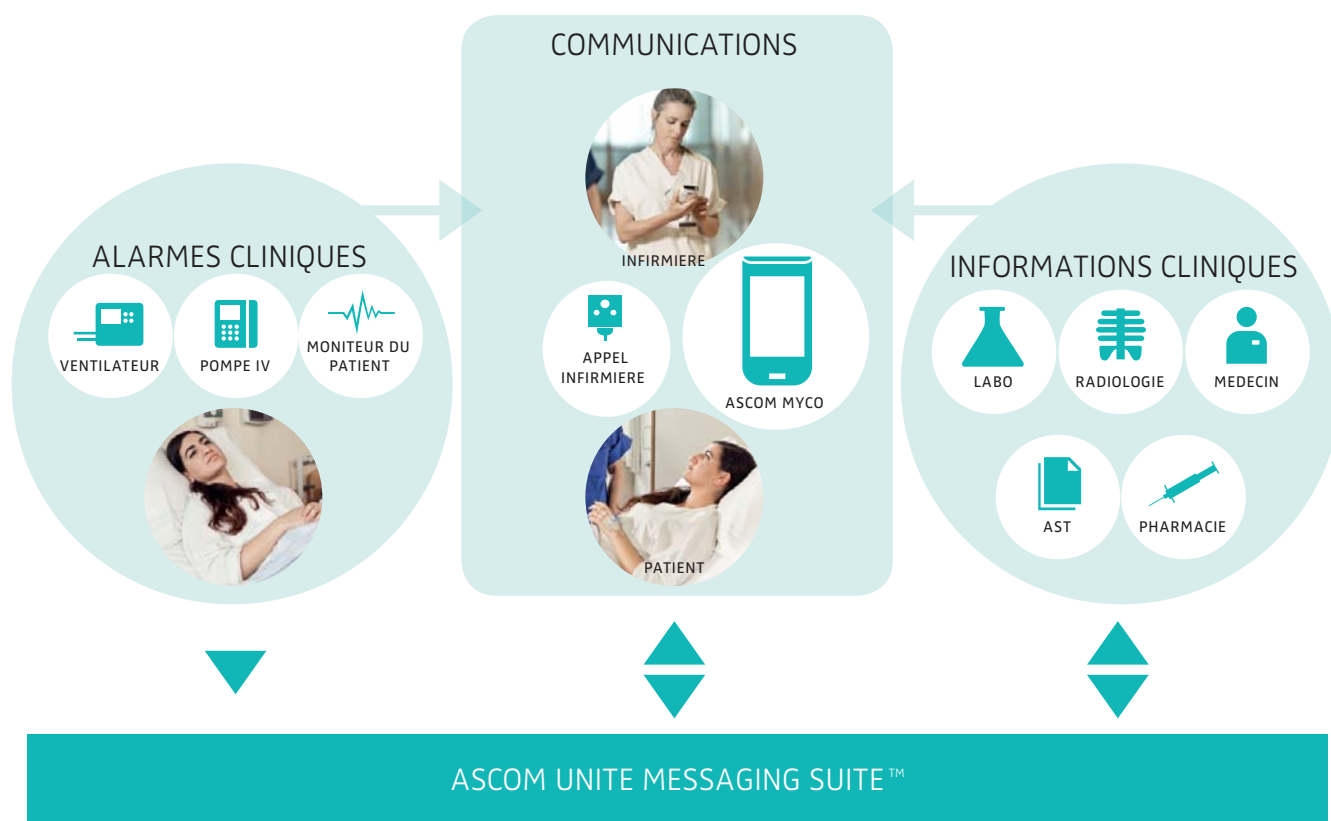 COMMUNICATIONS
INFIRMIERE
APPEL
INFIRMIERE
ASCOM MYCO
PATIENT
ALARMES CLINIQUES
VENTILATEUR
POMPE IV
MONITEUR DU
PATIENT
INFORMATIONS CLINIQUES
LABO
RADIOLOGIE
MEDECIN
AST
PHARMACIE
ASCOM UNITE MESSAGING SUITE™